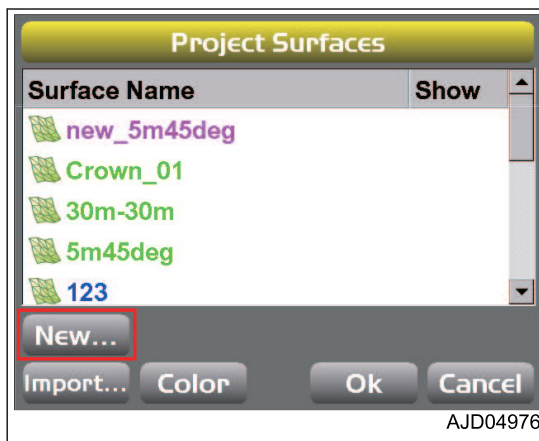 Project Surfaces
Surface Name Show
new_5m45deg
Crown_01
30m-30m
5m45deg
123
New...
Import... Color Ok Cancel
AJD04976